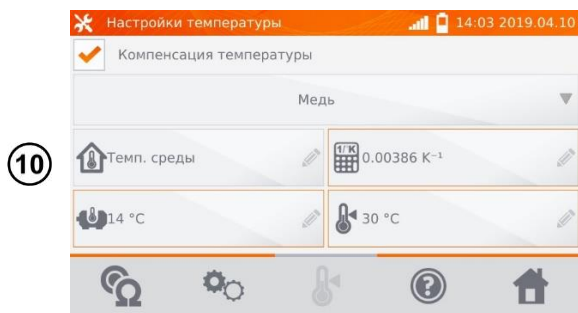 Настройки температуры 14:03 2019.04.10
Компенсация температуры
Медь
10
Темп. среды
1/°K 0.00386 K⁻¹
14 °C
30 °C